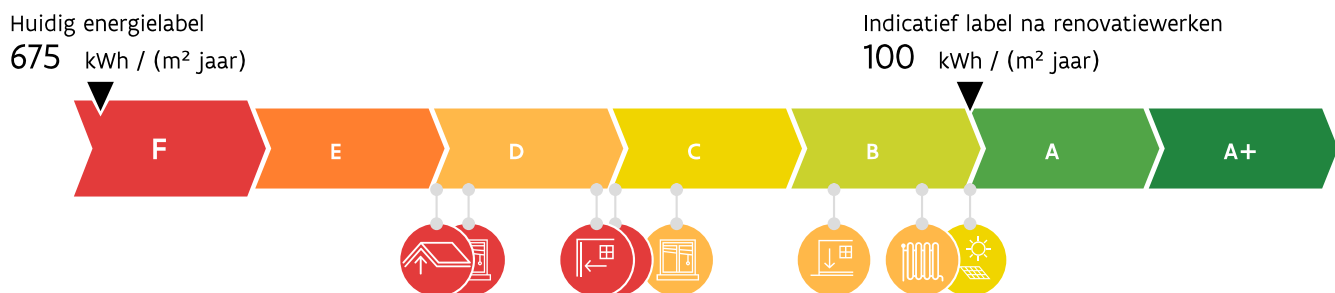 Huidig energielabel
675 kWh / (m² jaar)
Indicatief label na renovatiewerken
100 kWh / (m² jaar)
F E D C B A A+